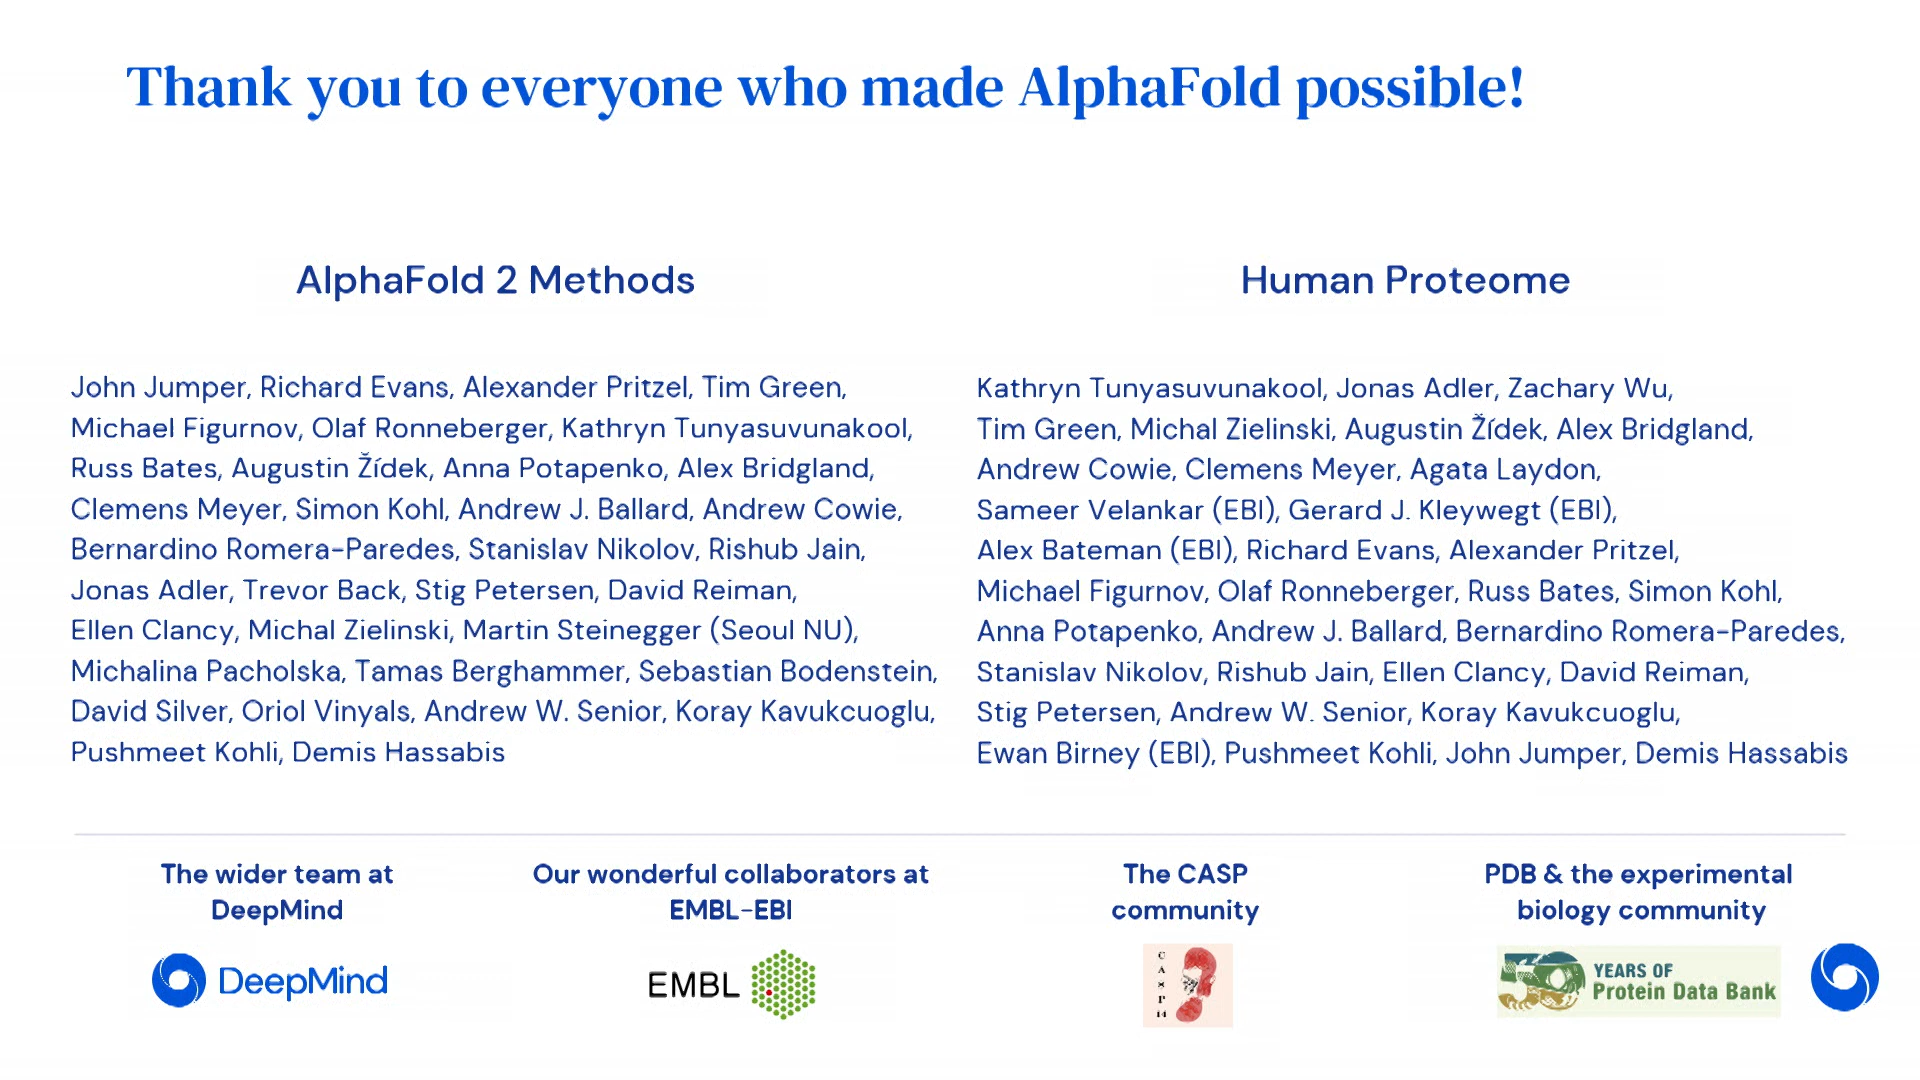 Thank you to everyone who made AlphaFold possible!
AlphaFold 2 Methods
John Jumper, Richard Evans, Alexander Pritzel, Tim Green,
Michael Figurnov, Olaf Ronneberger, Kathryn Tunyasuvunakool,
Russ Bates, Augustin Žídek, Anna Potapenko, Alex Bridgland,
Clemens Meyer, Simon Kohl, Andrew J. Ballard, Andrew Cowie,
Bernardino Romera-Paredes, Stanislav Nikolov, Rishub Jain,
Jonas Adler, Trevor Back, Stig Petersen, David Reiman,
Ellen Clancy, Michal Zielinski, Martin Steinegger (Seoul NU),
Michalina Pacholska, Tamas Berghammer, Sebastian Bodenstein,
David Silver, Oriol Vinyals, Andrew W. Senior, Koray Kavukcuoglu,
Pushmeet Kohli, Demis Hassabis
Human Proteome
Kathryn Tunyasuvunakool, Jonas Adler, Zachary Wu,
Tim Green, Michal Zielinski, Augustin Žídek, Alex Bridgland,
Andrew Cowie, Clemens Meyer, Agata Laydon,
Sameer Velankar (EBI), Gerard J. Kleywegt (EBI),
Alex Bateman (EBI), Richard Evans, Alexander Pritzel,
Michael Figurnov, Olaf Ronneberger, Russ Bates, Simon Kohl,
Anna Potapenko, Andrew J. Ballard, Bernardino Romera-Paredes,
Stanislav Nikolov, Rishub Jain, Ellen Clancy, David Reiman,
Stig Petersen, Andrew W. Senior, Koray Kavukcuoglu,
Ewan Birney (EBI), Pushmeet Kohli, John Jumper, Demis Hassabis
The wider team at
DeepMind
DeepMind
Our wonderful collaborators at
EMBL-EBI
EMBL
The CASP
community
C
A
S
P
14
PDB & the experimental
biology community
YEARS OF
Protein Data Bank